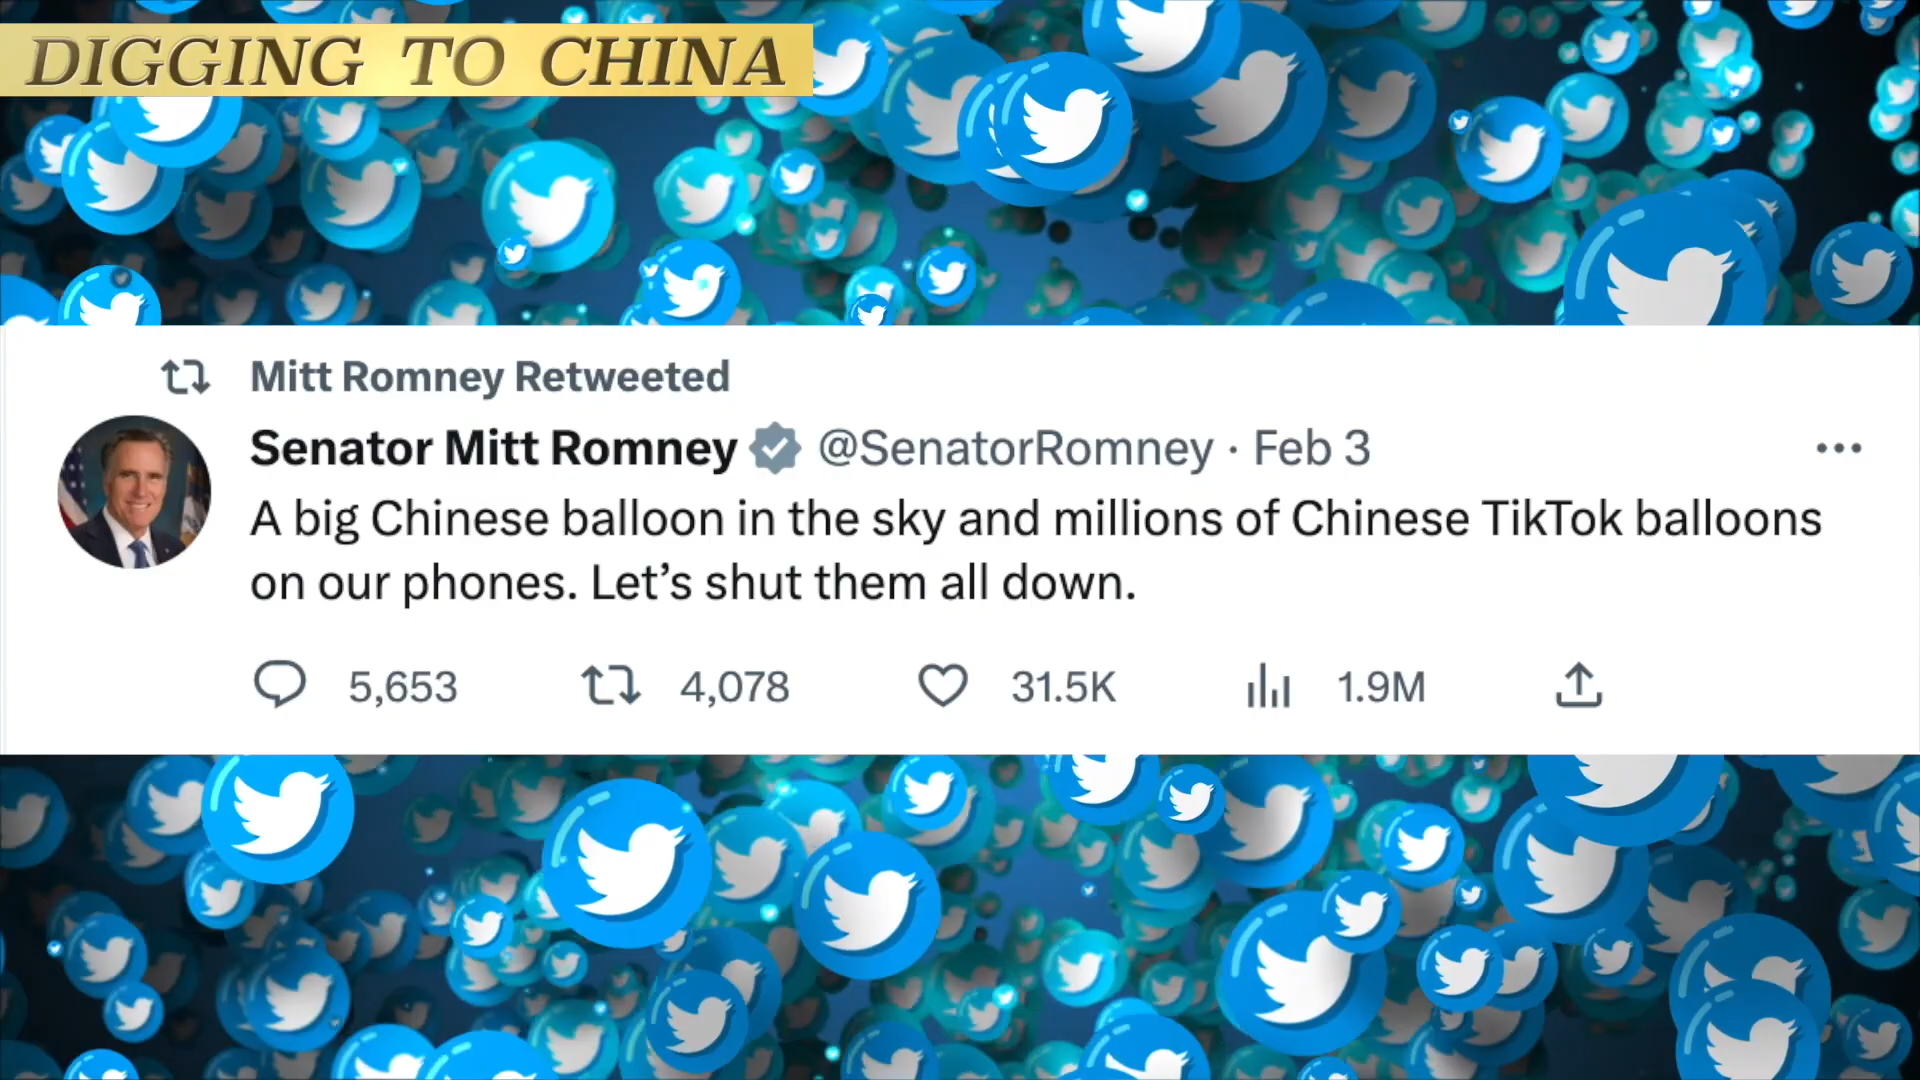 DIGGING TO CHINA
Mitt Romney Retweeted
Senator Mitt Romney @SenatorRomney · Feb 3
A big Chinese balloon in the sky and millions of Chinese TikTok balloons
on our phones. Let’s shut them all down.
5,653 4,078 31.5K 1.9M